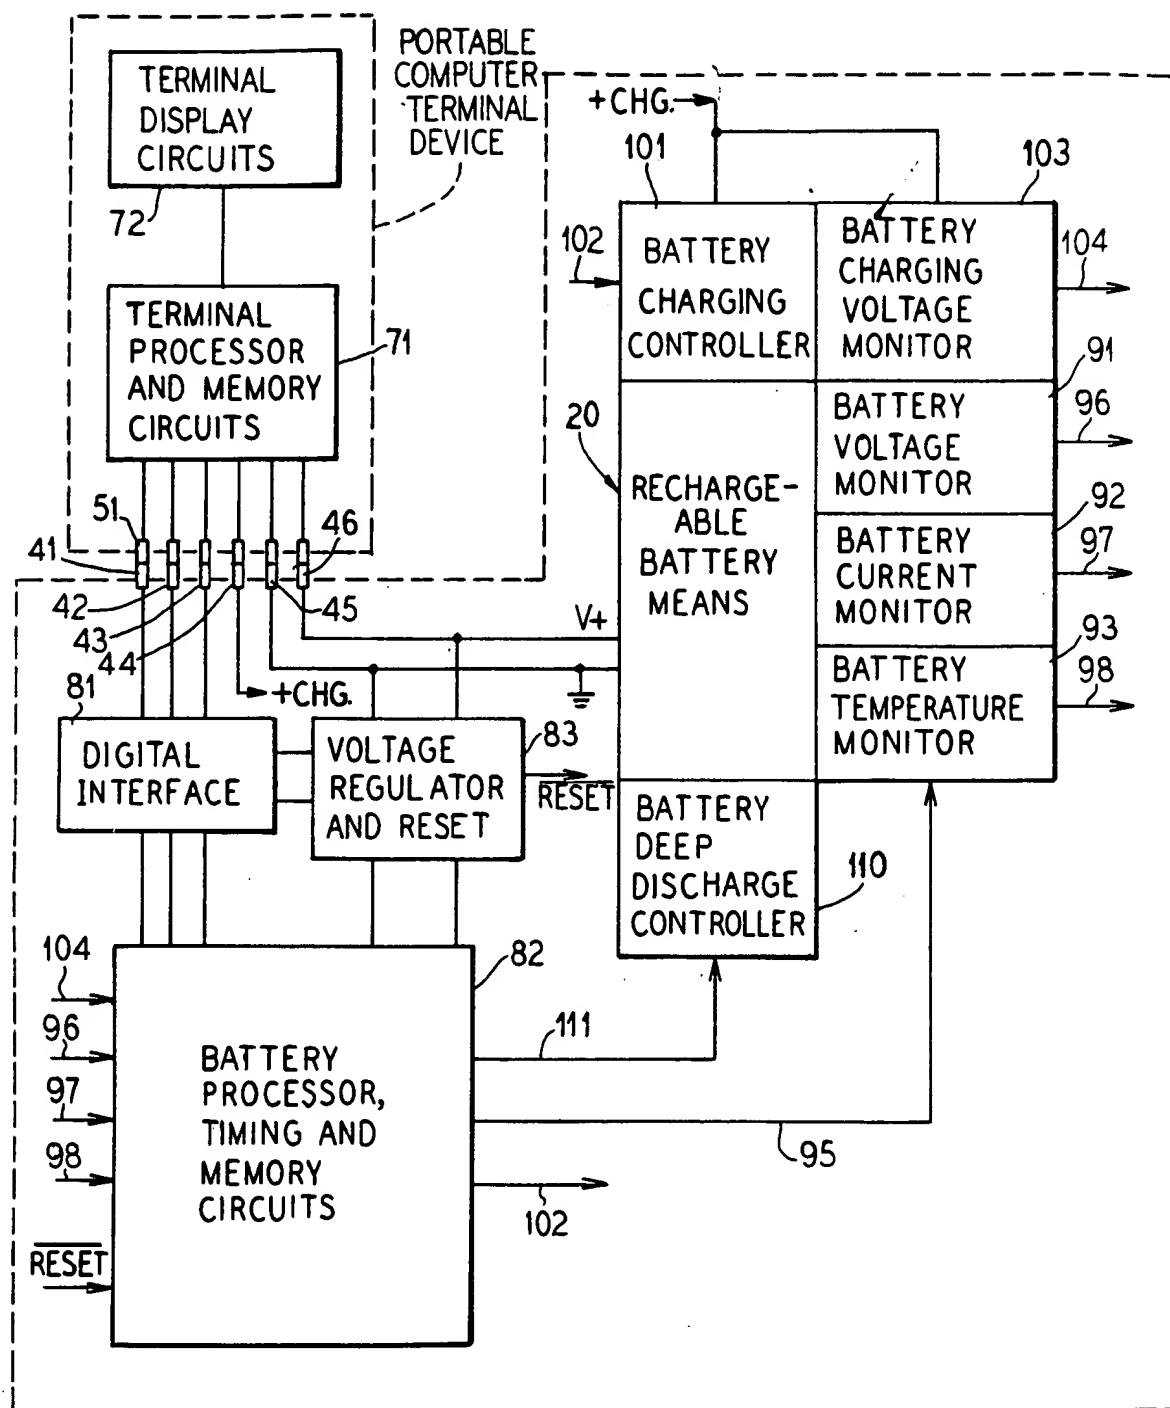 PORTABLE
COMPUTER
TERMINAL
DEVICE
TERMINAL
DISPLAY
CIRCUITS
72
TERMINAL
PROCESSOR
AND MEMORY
CIRCUITS
71
51
41
42
43
44
45
46
+CHG.
V+
81
DIGITAL
INTERFACE
VOLTAGE
REGULATOR
AND RESET
83
RESET
+CHG.
101
103
102
BATTERY
CHARGING
CONTROLLER
BATTERY
CHARGING
VOLTAGE
MONITOR
104
91
20
RECHARGE-
ABLE
BATTERY
MEANS
BATTERY
VOLTAGE
MONITOR
96
92
BATTERY
CURRENT
MONITOR
97
93
BATTERY
TEMPERATURE
MONITOR
98
BATTERY
DEEP
DISCHARGE
CONTROLLER
110
82
104
96
97
98
RESET
BATTERY
PROCESSOR,
TIMING AND
MEMORY
CIRCUITS
111
95
102